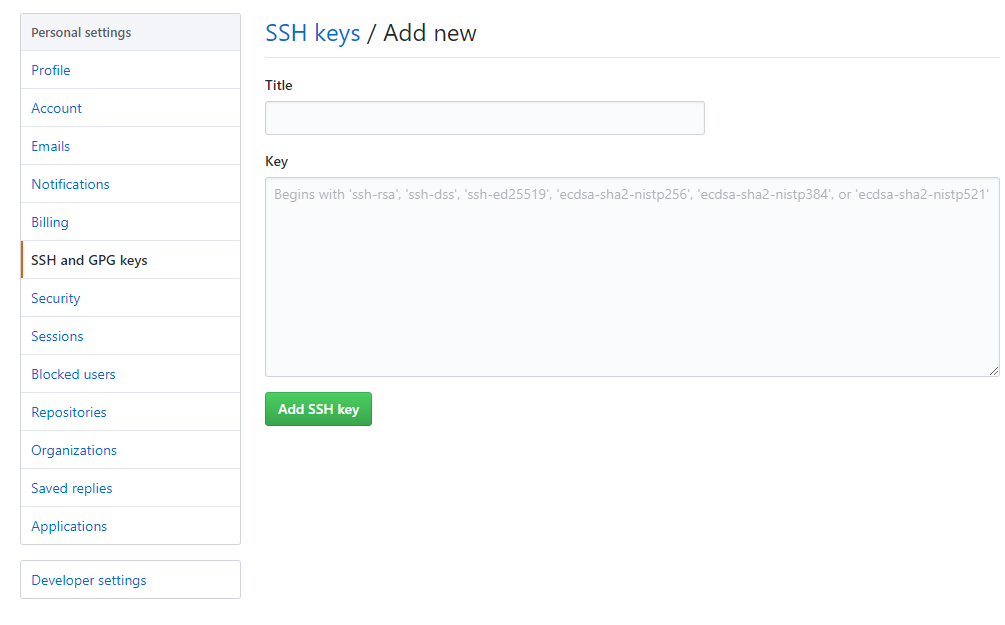 Personal settings
Profile
Account
Emails
Notifications
Billing
SSH and GPG keys
Security
Sessions
Blocked users
Repositories
Organizations
Saved replies
Applications
Developer settings
SSH keys / Add new
Title
Key
Begins with 'ssh-rsa', 'ssh-dss', 'ssh-ed25519', 'ecdsa-sha2-nistp256', 'ecdsa-sha2-nistp384', or 'ecdsa-sha2-nistp521'
Add SSH key